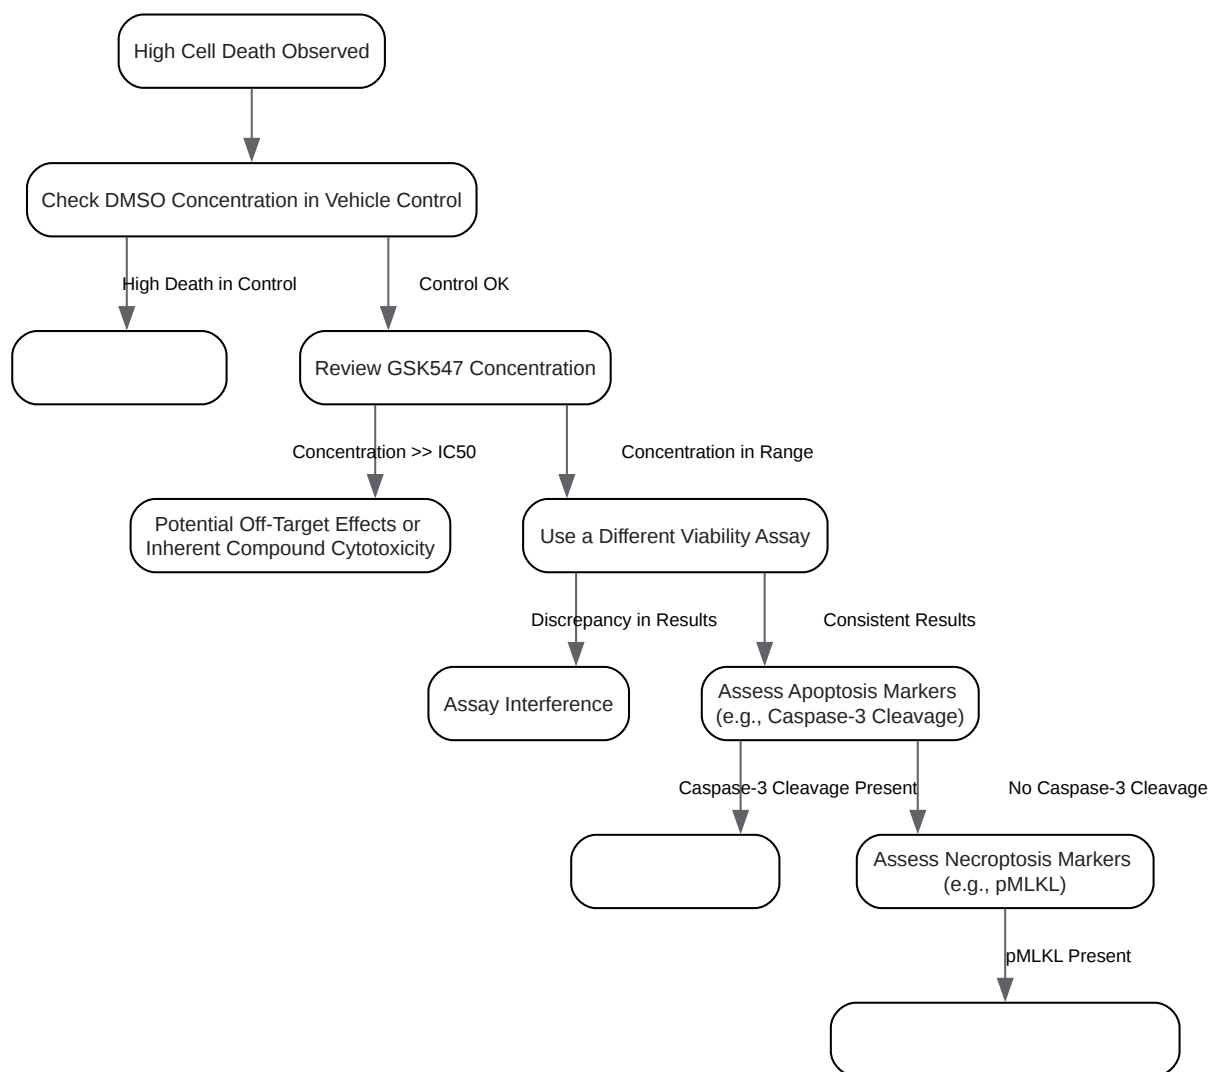 High Cell Death Observed
Check DMSO Concentration in Vehicle Control
High Death in Control
Control OK
Review GSK547 Concentration
Concentration >> IC50
Concentration in Range
Potential Off-Target Effects or
Inherent Compound Cytotoxicity
Use a Different Viability Assay
Discrepancy in Results
Consistent Results
Assay Interference
Assess Apoptosis Markers
(e.g., Caspase-3 Cleavage)
Caspase-3 Cleavage Present
No Caspase-3 Cleavage
Assess Necroptosis Markers
(e.g., pMLKL)
pMLKL Present